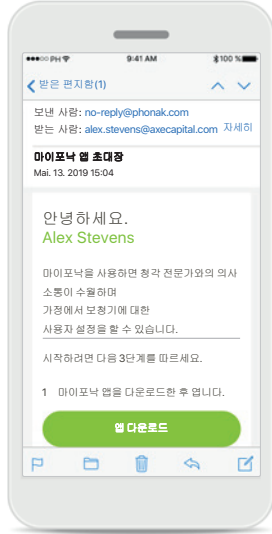 PH 9:41 AM 100 %
받은 편지함(1)
보낸 사람: no-reply@phonak.com
받는 사람: alex.stevens@axecapital.com 자세히
마이포낙 앱 초대장
Mai. 13. 2019 15:04
안녕하세요.
Alex Stevens
마이포낙을 사용하면 청각 전문가와의 의사
소통이 수월하며
가정에서 보청기에 대한
사용자 설정을 할 수 있습니다.
시작하려면 다음 3단계를 따르세요.
1 마이포낙 앱을 다운로드한 후 엽니다.
앱 다운로드